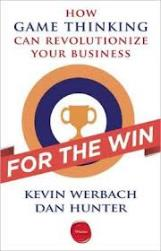 HOW
GAME THINKING
CAN REVOLUTIONIZE
YOUR BUSINESS
FOR THE WIN
KEVIN WERBACH
DAN HUNTER